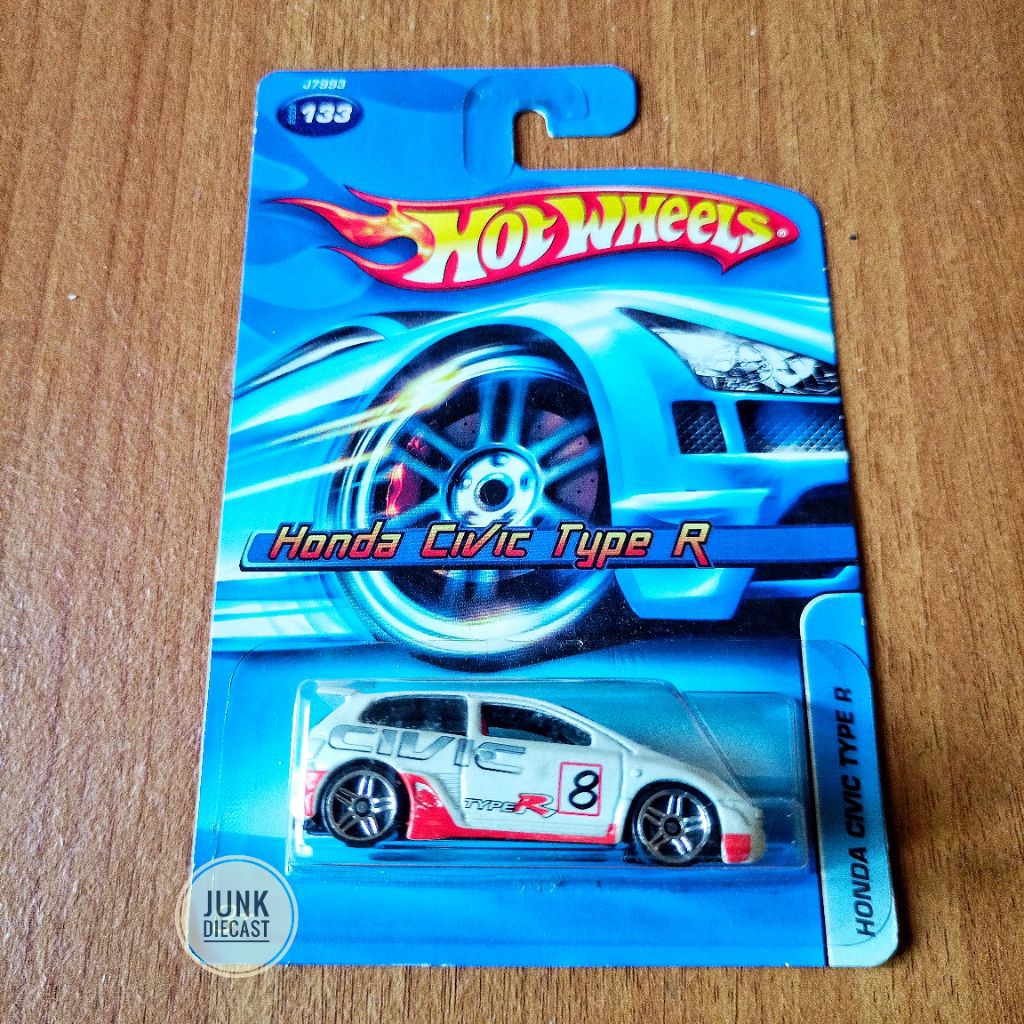 J7993
133
HOT WHEELS®
Honda Civic Type R
HONDA CIVIC TYPE R
CIVIC
TYPE R
8
JUNK
DIECAST